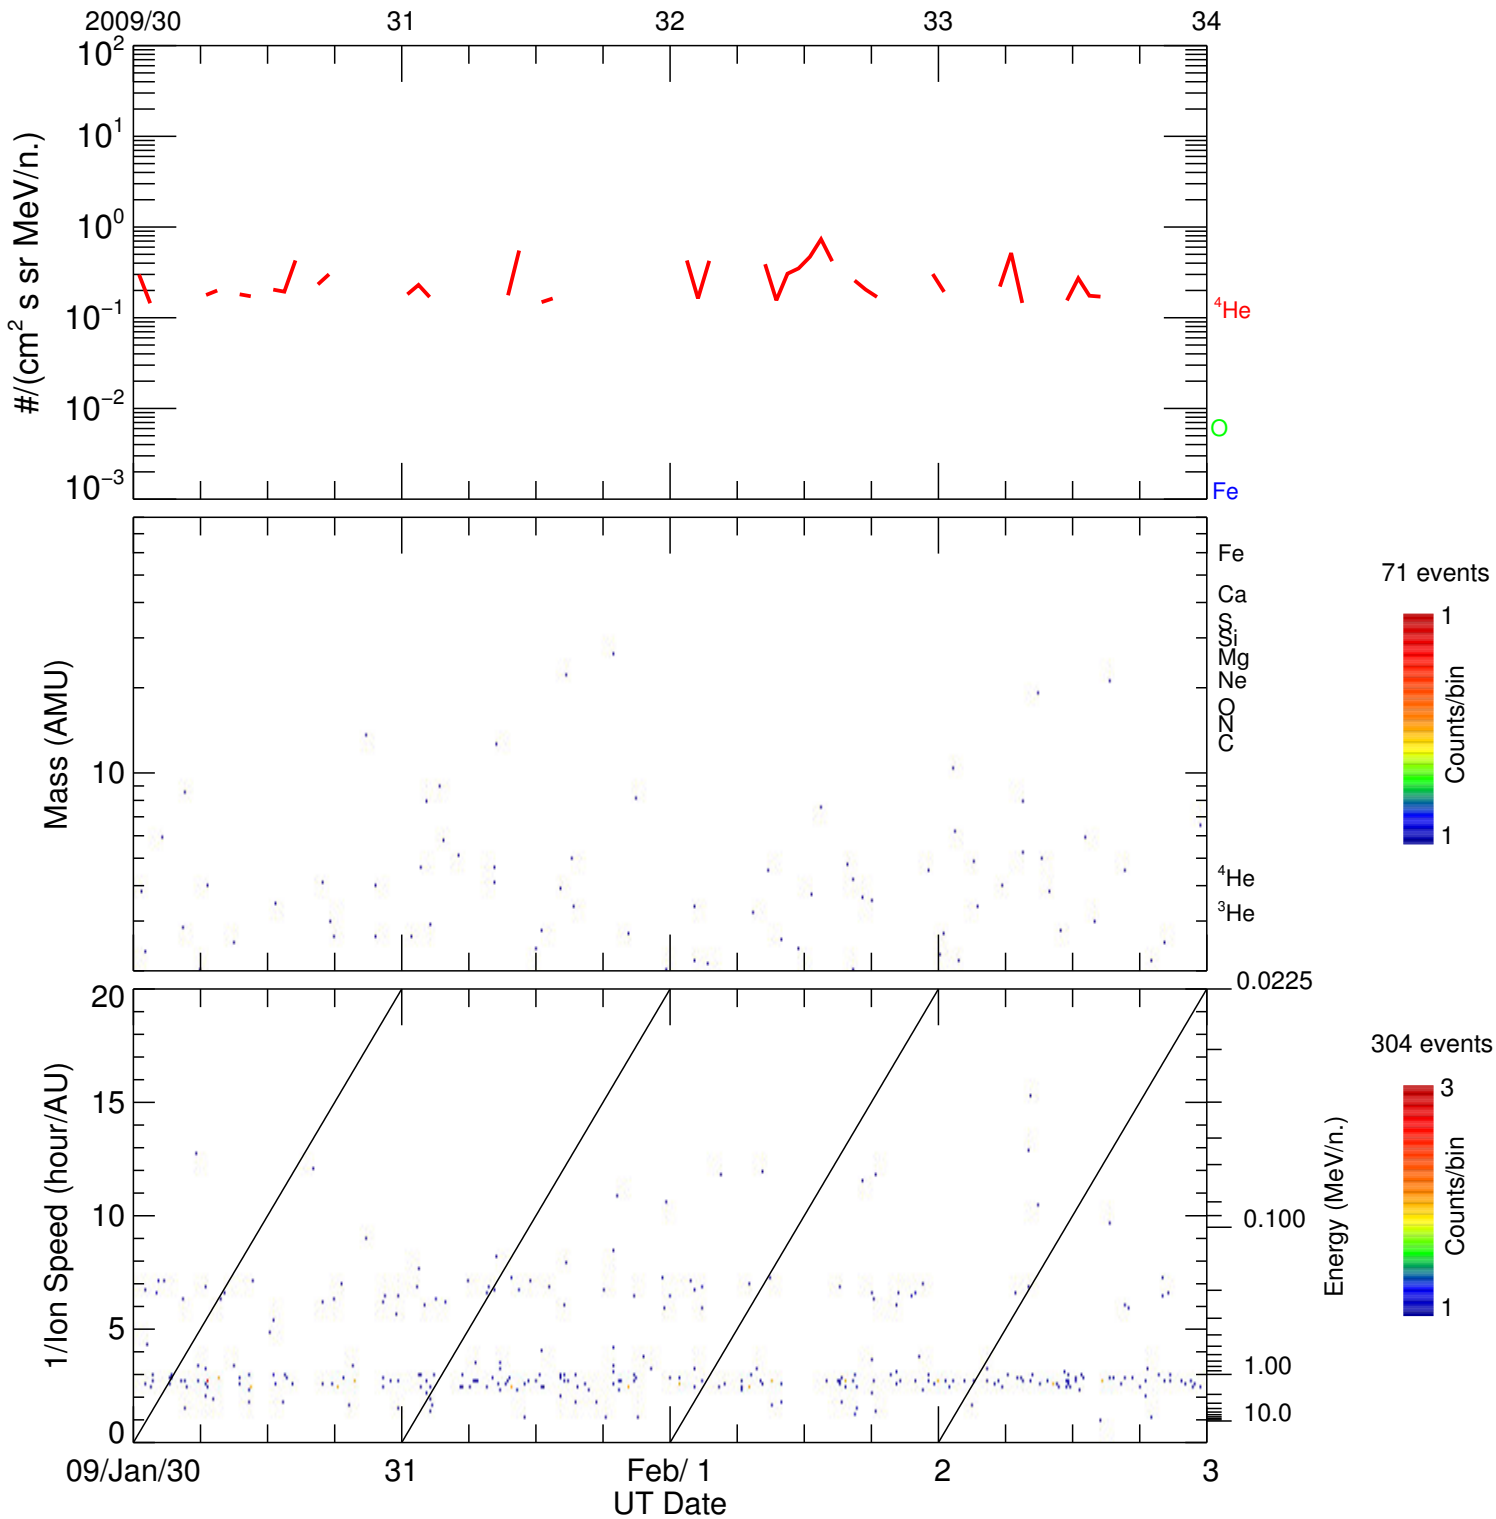 2009/30 31 32 33 34
10^2
10^1
10^0
10^-1
10^-2
10^-3
#/(cm^2 s sr MeV/n.)
^4He
O
Fe
Mass (AMU)
10
Fe
Ca
S
Si
Mg
Ne
O
N
C
^4He
^3He
71 events
1
Counts/bin
1
1/Ion Speed (hour/AU)
20
15
10
5
0
0.0225
0.100
1.00
10.0
Energy (MeV/n.)
304 events
3
Counts/bin
1
09/Jan/30 31 Feb/ 1 2 3
UT Date